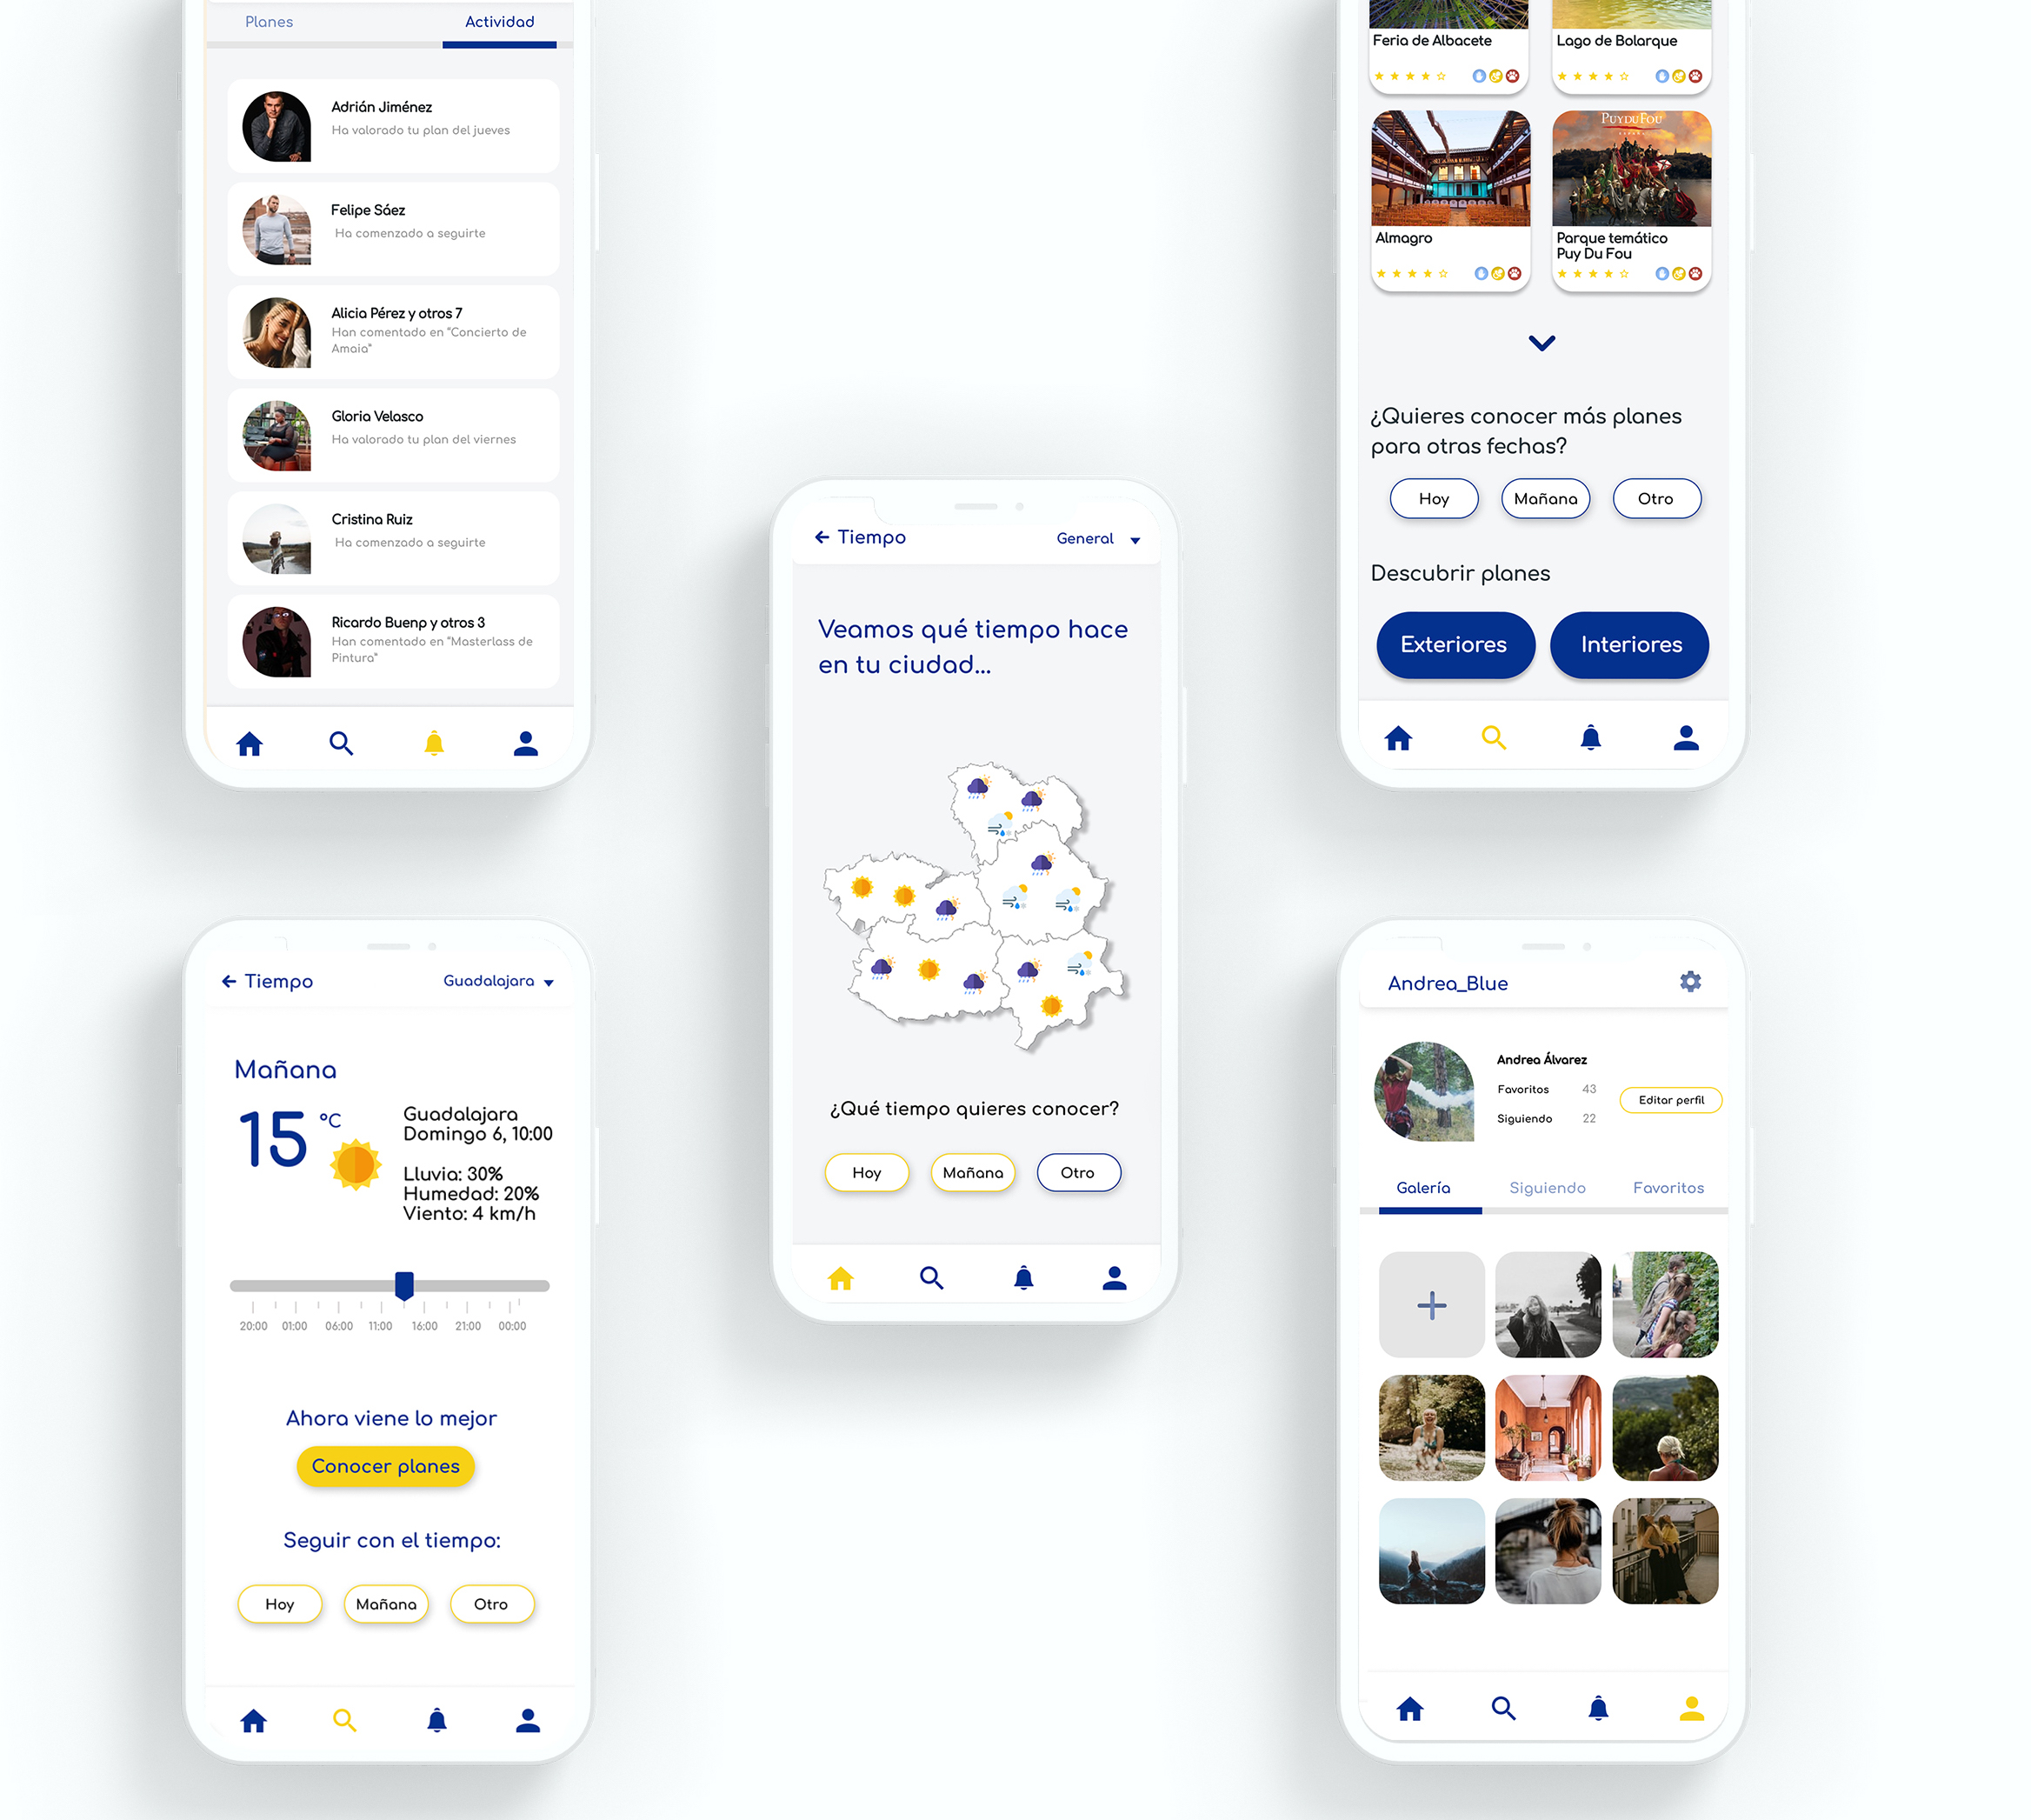 Planes
Actividad
Adrián Jiménez
Ha valorado tu plan del jueves
Felipe Sáez
Ha comenzado a seguirte
Alicia Pérez y otros 7
Han comentado en “Concierto de
Amaia”
Gloria Velasco
Ha valorado tu plan del viernes
Cristina Ruiz
Ha comenzado a seguirte
Ricardo Buenp y otros 3
Han comentado en “Masterlass de
Pintura”
Tiempo
Guadalajara
Mañana
15 °C
Guadalajara
Domingo 6, 10:00
Lluvia: 30%
Humedad: 20%
Viento: 4 km/h
20:00 01:00 06:00 11:00 16:00 21:00 00:00
Ahora viene lo mejor
Conocer planes
Seguir con el tiempo:
Hoy
Mañana
Otro
Tiempo
General
Veamos qué tiempo hace
en tu ciudad...
¿Qué tiempo quieres conocer?
Hoy
Mañana
Otro
Feria de Albacete
Lago de Bolarque
PUY DU FOU
ESPAÑA
Almagro
Parque temático
Puy Du Fou
¿Quieres conocer más planes
para otras fechas?
Hoy
Mañana
Otro
Descubrir planes
Exteriores
Interiores
Andrea_Blue
Andrea Álvarez
Favoritos 43
Siguiendo 22
Editar perfil
Galería
Siguiendo
Favoritos